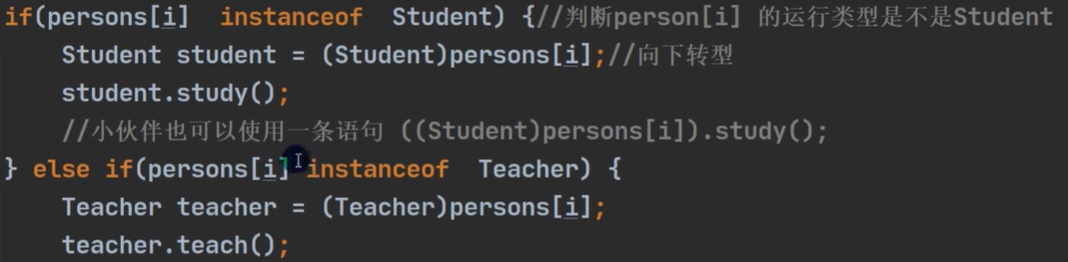 if(persons[i]  instanceof  Student) {//判断person[i] 的运行类型是不是Student
    Student student = (Student)persons[i];//向下转型
    student.study();
    //小伙伴也可以使用一条语句 ((Student)persons[i]).study();
} else if(persons[i] instanceof  Teacher) {
    Teacher teacher = (Teacher)persons[i];
    teacher.teach();